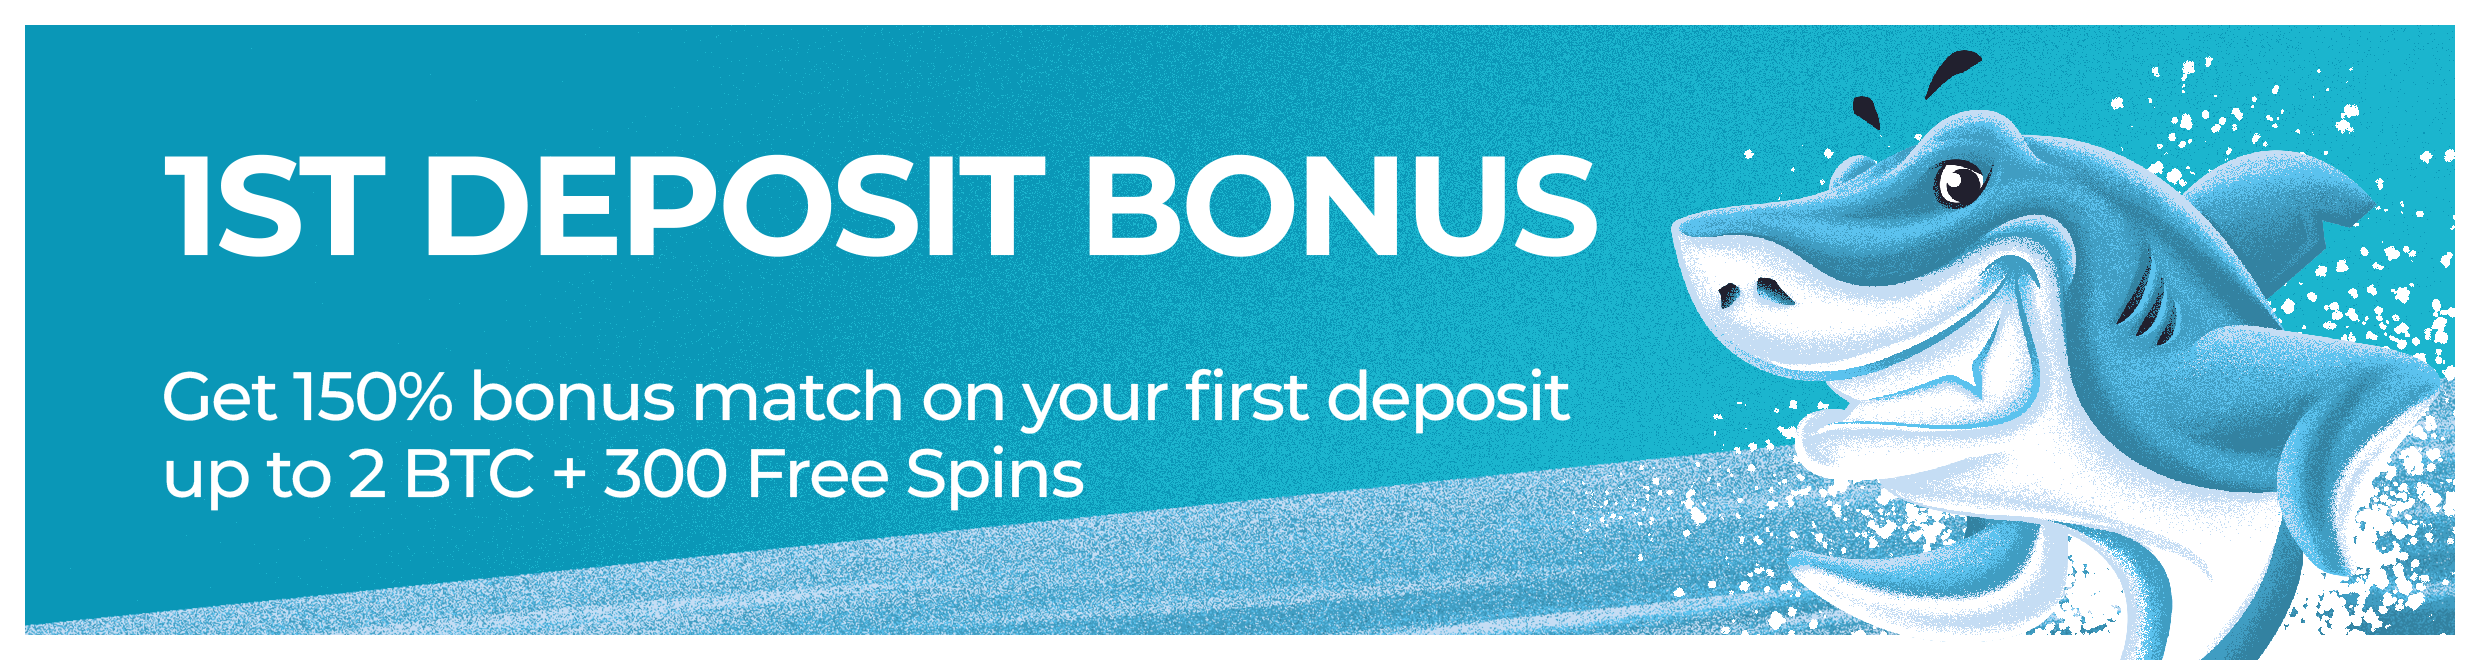 1ST DEPOSIT BONUS
Get 150% bonus match on your first deposit
up to 2 BTC + 300 Free Spins